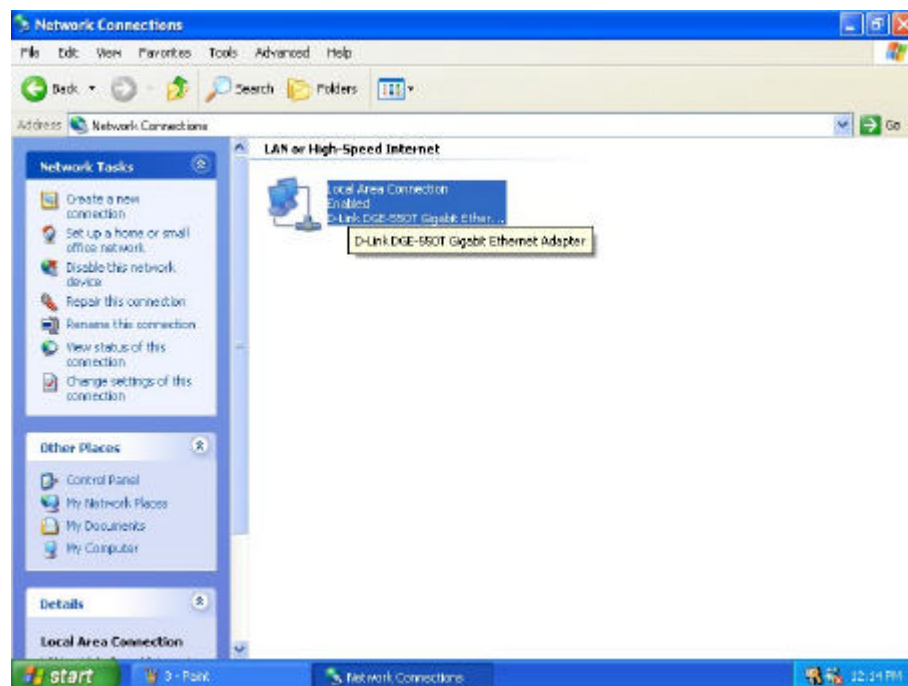 Network Connections
File Edit View Favorites Tools Advanced Help
Back Search Folders
Address Network Connections Go
Network Tasks
Create a new
connection
Set up a home or small
office network
Disable this network
device
Repair this connection
Rename this connection
View status of this
connection
Change settings of this
connection
Other Places
Control Panel
My Network Places
My Documents
My Computer
Details
Local Area Connection
LAN or High-Speed Internet
Local Area Connection
Enabled
D-Link DGE-550T Gigabit Ether...
D-Link DGE-550T Gigabit Ethernet Adapter
start 3 - Paint Network Connections 12:14 PM